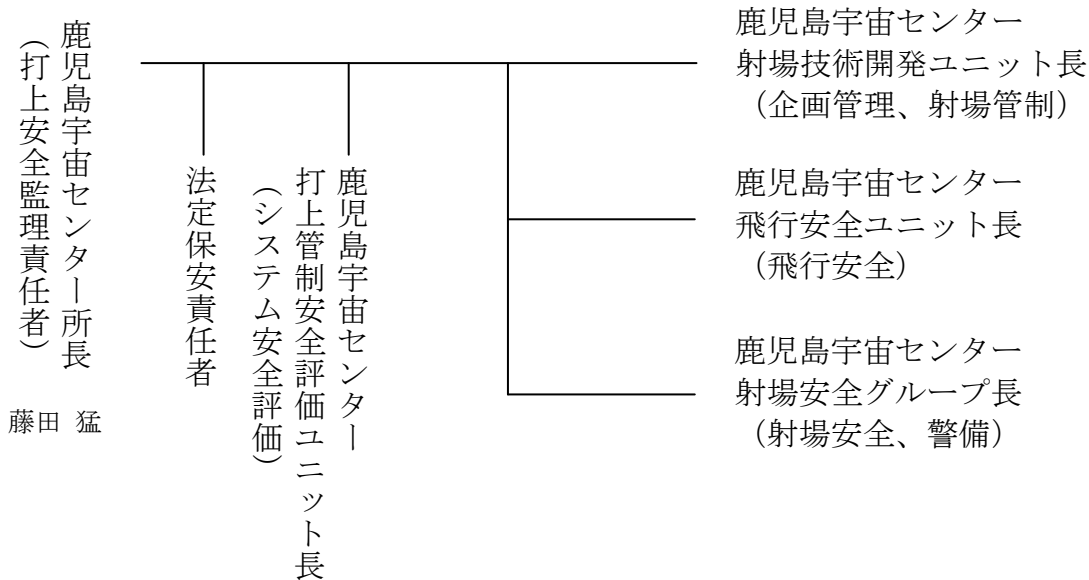 鹿児島宇宙センター所長
（打上安全監理責任者）
藤田 猛
法定保安責任者
鹿児島宇宙センター
打上管制安全評価ユニット長
（システム安全評価）
鹿児島宇宙センター
射場技術開発ユニット長
（企画管理、射場管制）
鹿児島宇宙センター
飛行安全ユニット長
（飛行安全）
鹿児島宇宙センター
射場安全グループ長
（射場安全、警備）